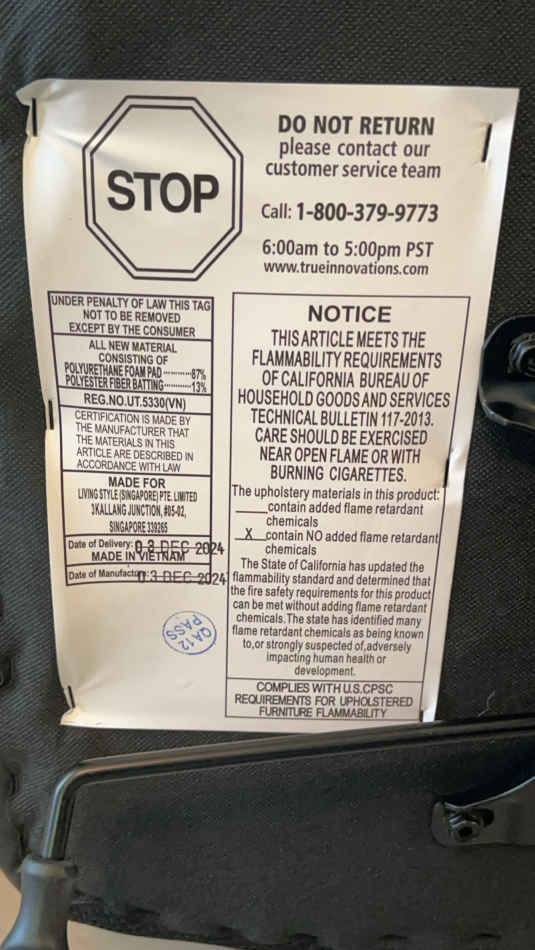 STOP
DO NOT RETURN
please contact our
customer service team
Call: 1-800-379-9773
6:00am to 5:00pm PST
www.trueinnovations.com
UNDER PENALTY OF LAW THIS TAG
NOT TO BE REMOVED
EXCEPT BY THE CONSUMER
ALL NEW MATERIAL
CONSISTING OF
POLYURETHANE FOAM PAD............87%
POLYESTER FIBER BATTING...........13%
REG.NO.UT.5330(VN)
CERTIFICATION IS MADE BY
THE MANUFACTURER THAT
THE MATERIALS IN THIS
ARTICLE ARE DESCRIBED IN
ACCORDANCE WITH LAW
MADE FOR
LIVING STYLE (SINGAPORE) PTE. LIMITED
3 KALLANG JUNCTION, #05-02,
SINGAPORE 339265
Date of Delivery: 03 DEC 2024
MADE IN VIETNAM
Date of Manufacture: 03 DEC 2024
QA 12
PASS
NOTICE
THIS ARTICLE MEETS THE
FLAMMABILITY REQUIREMENTS
OF CALIFORNIA BUREAU OF
HOUSEHOLD GOODS AND SERVICES
TECHNICAL BULLETIN 117-2013.
CARE SHOULD BE EXERCISED
NEAR OPEN FLAME OR WITH
BURNING CIGARETTES.
The upholstery materials in this product:
____contain added flame retardant
chemicals
__X__contain NO added flame retardant
chemicals
The State of California has updated the
flammability standard and determined that
the fire safety requirements for this product
can be met without adding flame retardant
chemicals.The state has identified many
flame retardant chemicals as being known
to,or strongly suspected of,adversely
impacting human health or
development.
COMPLIES WITH U.S.CPSC
REQUIREMENTS FOR UPHOLSTERED
FURNITURE FLAMMABILITY